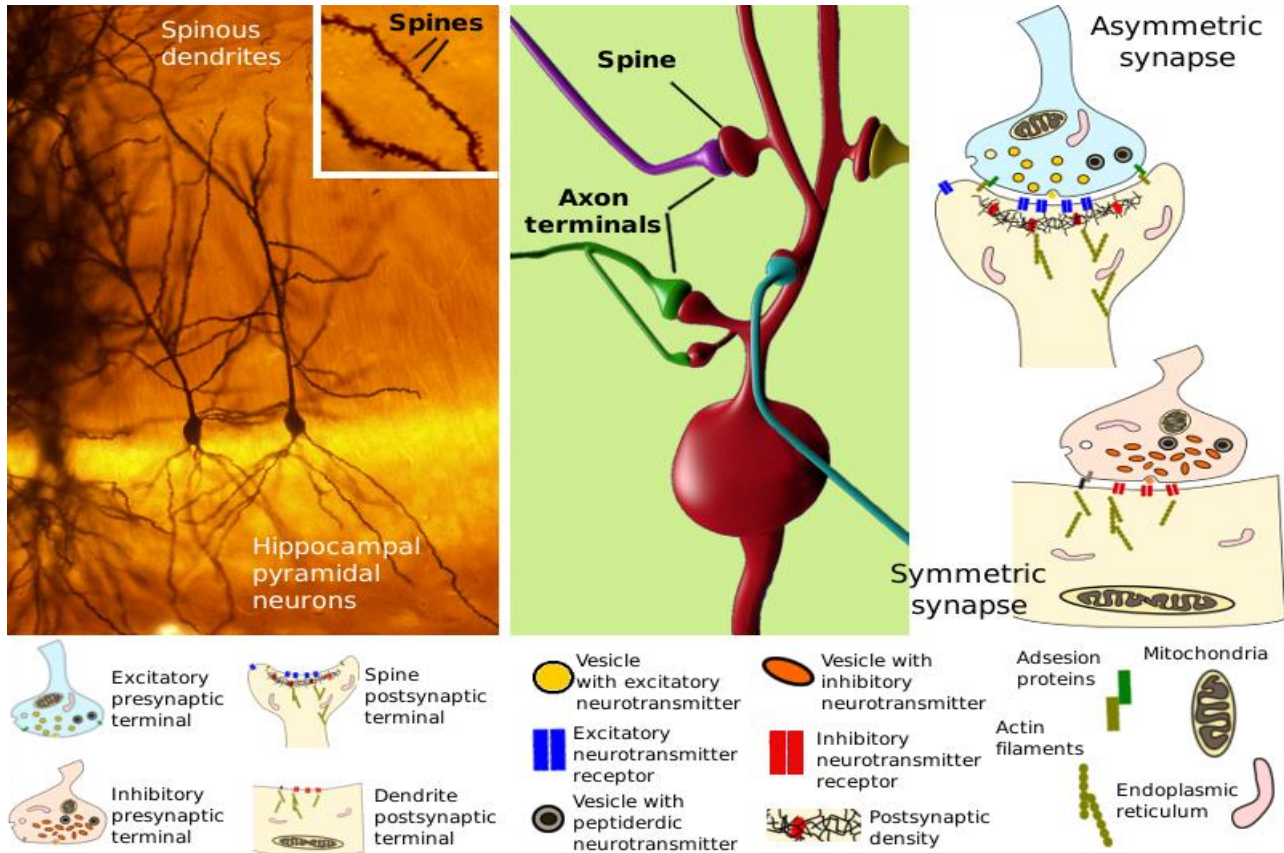 Spinous
dendrites
Spines
Hippocampal
pyramidal
neurons
Spine
Axon
terminals
Asymmetric
synapse
Symmetric
synapse
Excitatory
presynaptic
terminal
Spine
postsynaptic
terminal
Inhibitory
presynaptic
terminal
Dendrite
postsynaptic
terminal
Vesicle
with excitatory
neurotransmitter
Vesicle with
inhibitory
neurotransmitter
Excitatory
neurotransmitter
receptor
Inhibitory
neurotransmitter
receptor
Vesicle with
peptiderdic
neurotransmitter
Postsynaptic
density
Adsesion
proteins
Mitochondria
Actin
filaments
Endoplasmic
reticulum